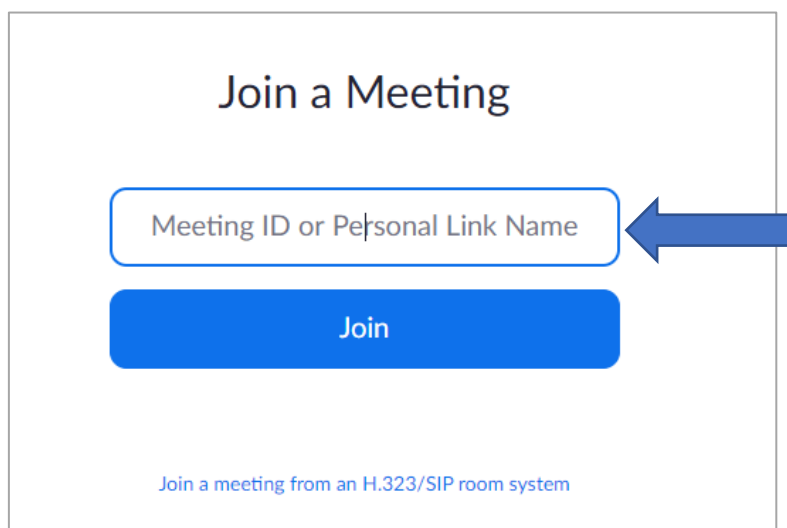 Join a Meeting
Meeting ID or Personal Link Name
Join
Join a meeting from an H.323/SIP room system